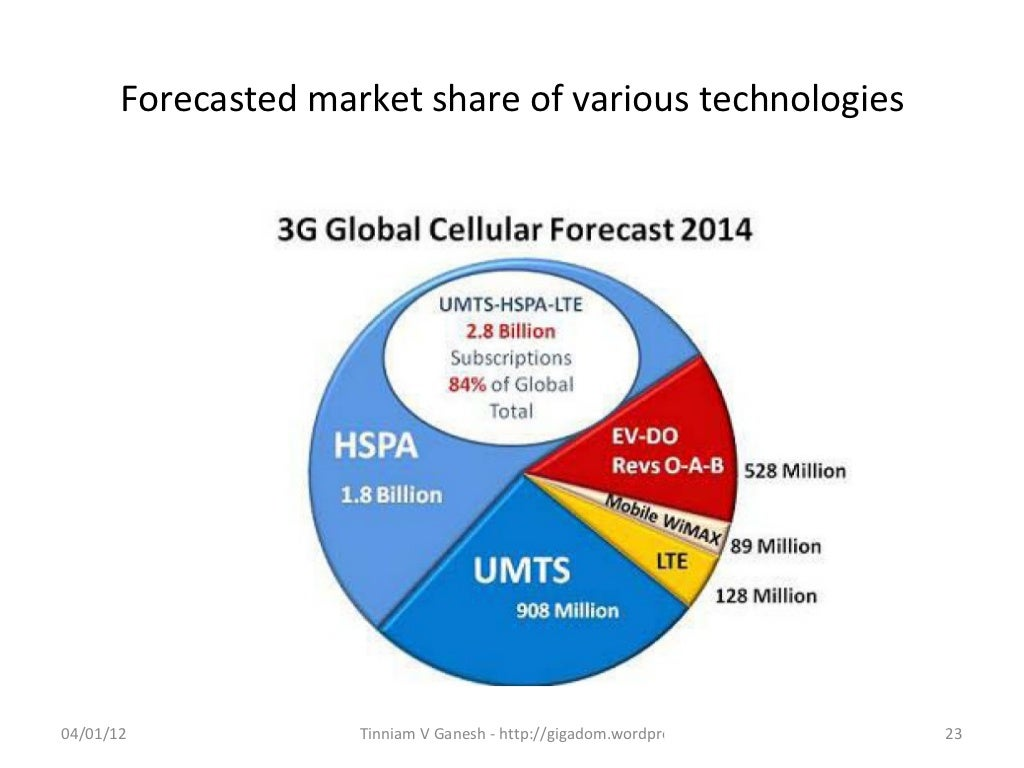 Forecasted market share of various technologies
3G Global Cellular Forecast 2014
UMTS-HSPA-LTE
2.8 Billion
Subscriptions
84% of Global
Total
HSPA
1.8 Billion
EV-DO
Revs O-A-B
528 Million
Mobile WiMAX
89 Million
LTE
128 Million
UMTS
908 Million
04/01/12
Tinniam V Ganesh - http://gigadom.wordpr
23